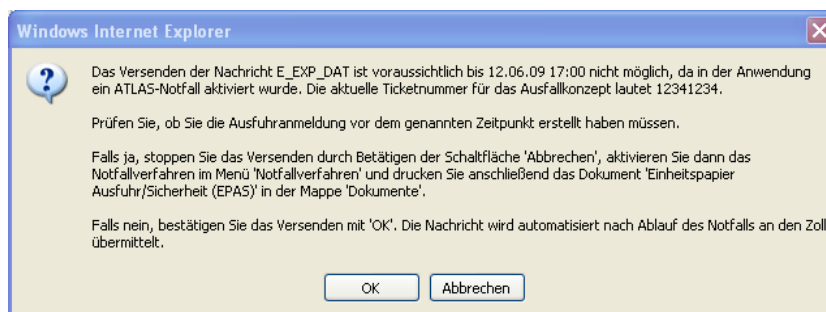 Windows Internet Explorer
Das Versenden der Nachricht E_EXP_DAT ist voraussichtlich bis 12.06.09 17:00 nicht möglich, da in der Anwendung
ein ATLAS-Notfall aktiviert wurde. Die aktuelle Ticketnummer für das Ausfallkonzept lautet 12341234.
Prüfen Sie, ob Sie die Ausfuhranmeldung vor dem genannten Zeitpunkt erstellt haben müssen.
Falls ja, stoppen Sie das Versenden durch Betätigen der Schaltfläche 'Abbrechen', aktivieren Sie dann das
Notfallverfahren im Menü 'Notfallverfahren' und drucken Sie anschließend das Dokument 'Einheitspapier
Ausfuhr/Sicherheit (EPAS)' in der Mappe 'Dokumente'.
Falls nein, bestätigen Sie das Versenden mit 'OK'. Die Nachricht wird automatisiert nach Ablauf des Notfalls an den Zoll
übermittelt.
OK
Abbrechen